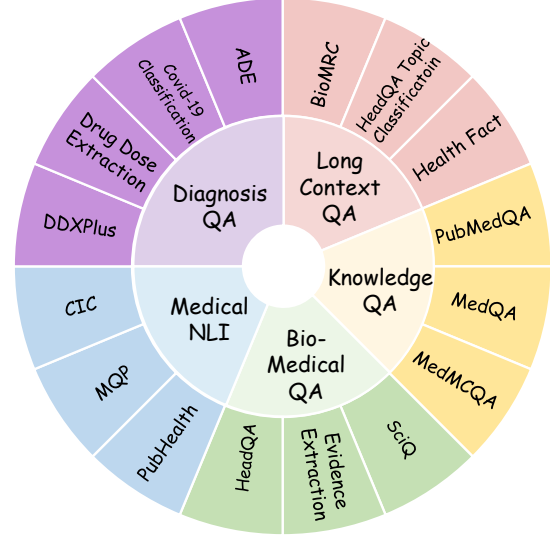 ADE
Covid-19
Classification
Drug Dose
Extraction
DDXPlus
Diagnosis
QA
BioMRC
HeadQA Topic
Classificatoin
Health Fact
Long
Context
QA
PubMedQA
MedQA
MedMCQA
Knowledge
QA
SciQ
Evidence
Extraction
HeadQA
Bio-
Medical
QA
PubHealth
MQP
CIC
Medical
NLI